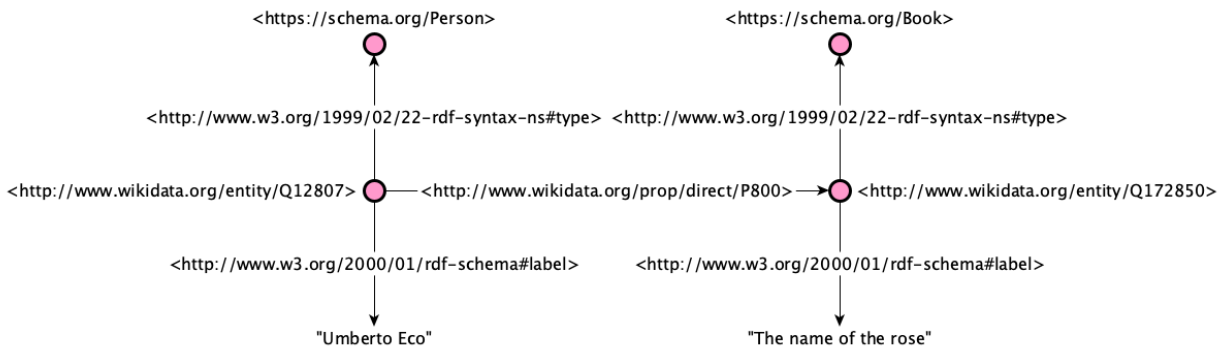 <https://schema.org/Person>
<https://schema.org/Book>
<http://www.w3.org/1999/02/22-rdf-syntax-ns#type>
<http://www.w3.org/1999/02/22-rdf-syntax-ns#type>
<http://www.wikidata.org/entity/Q12807>
<http://www.wikidata.org/prop/direct/P800>
<http://www.wikidata.org/entity/Q172850>
<http://www.w3.org/2000/01/rdf-schema#label>
<http://www.w3.org/2000/01/rdf-schema#label>
"Umberto Eco"
"The name of the rose"